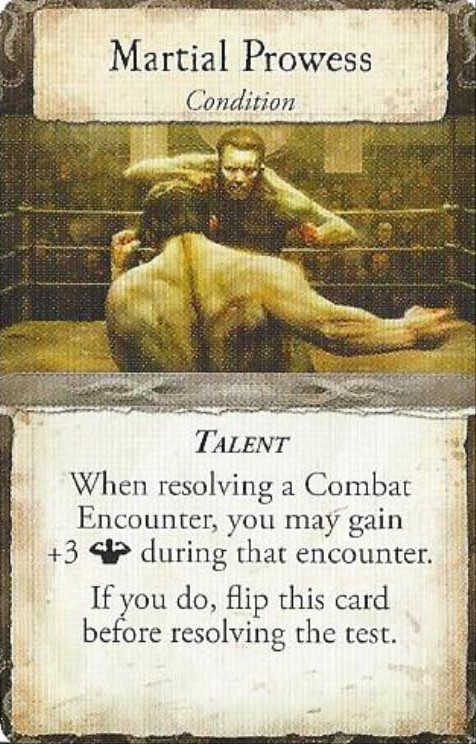 Martial Prowess
Condition
TALENT
When resolving a Combat
Encounter, you may gain
+3 during that encounter.
If you do, flip this card
before resolving the test.